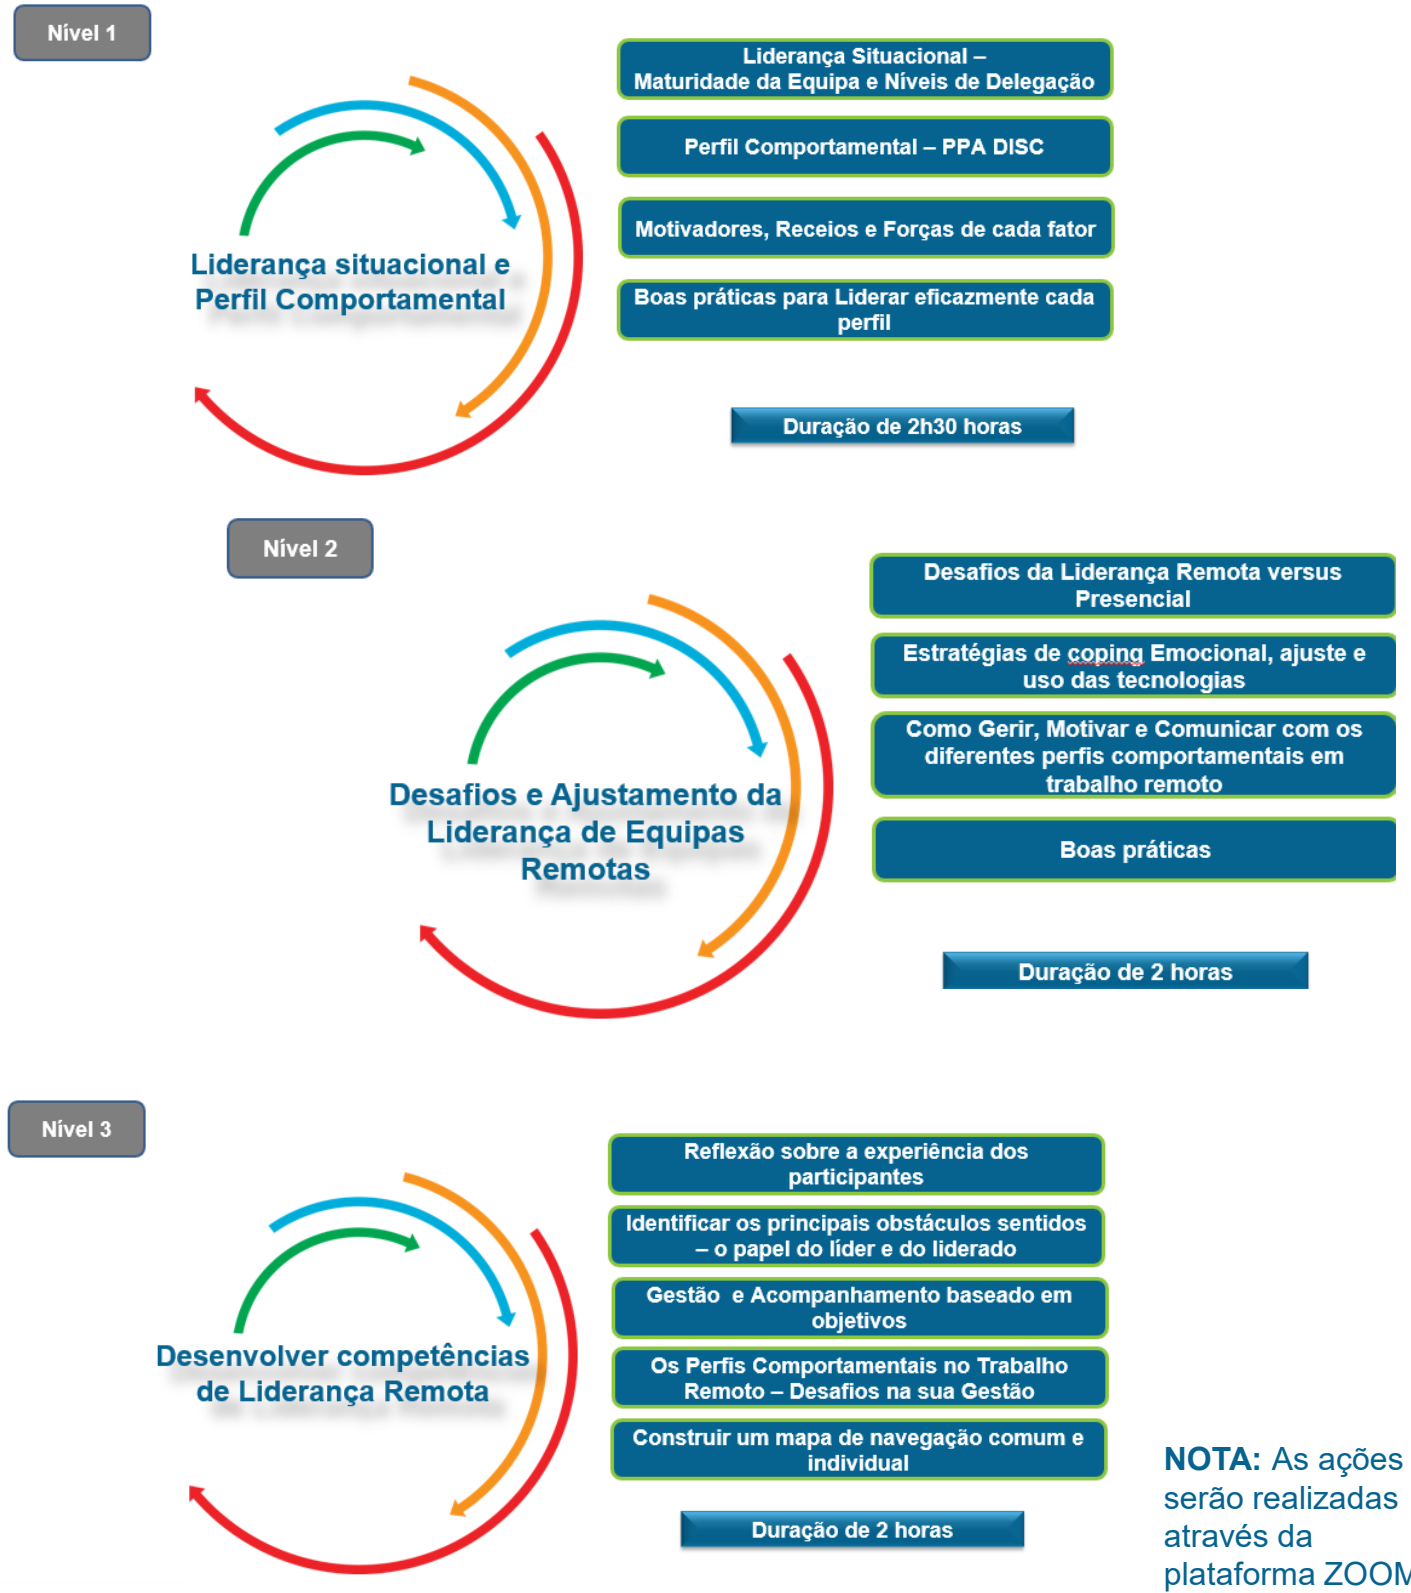 Nível 1
Liderança Situacional –
Maturidade da Equipa e Níveis de Delegação
Perfil Comportamental – PPA DISC
Motivadores, Receios e Forças de cada fator
Boas práticas para Liderar eficazmente cada
perfil
Liderança situacional e
Perfil Comportamental
Duração de 2h30 horas
Nível 2
Desafios da Liderança Remota versus
Presencial
Estratégias de coping Emocional, ajuste e
uso das tecnologias
Como Gerir, Motivar e Comunicar com os
diferentes perfis comportamentais em
trabalho remoto
Boas práticas
Desafios e Ajustamento da
Liderança de Equipas
Remotas
Duração de 2 horas
Nível 3
Reflexão sobre a experiência dos
participantes
Identificar os principais obstáculos sentidos
– o papel do líder e do liderado
Gestão  e Acompanhamento baseado em
objetivos
Os Perfis Comportamentais no Trabalho
Remoto – Desafios na sua Gestão
Construir um mapa de navegação comum e
individual
Desenvolver competências
de Liderança Remota
Duração de 2 horas
NOTA: As ações
serão realizadas
através da
plataforma ZOOM